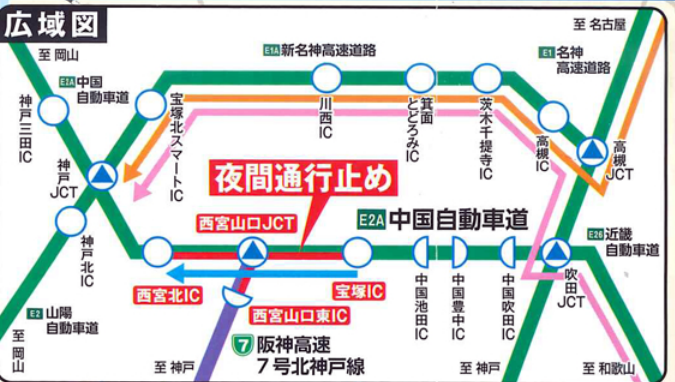 広域図
至 岡山
E1A 新名神高速道路
至 名古屋
E1 名神
高速道路
E2A 中国
自動車道
神戸三田IC
宝塚北スマートIC
川西IC
箕面
とどろみIC
茨木千提寺IC
高槻IC
高槻JCT
神戸
JCT
神戸北IC
夜間通行止め
西宮山口JCT
E2A 中国自動車道
E26 近畿
自動車道
西宮北IC
宝塚IC
西宮山口東IC
中国池田IC
中国豊中IC
中国吹田IC
吹田
JCT
E2 山陽
自動車道
至 岡山
至 神戸
7 阪神高速
7号北神戸線
至 神戸
至 和歌山